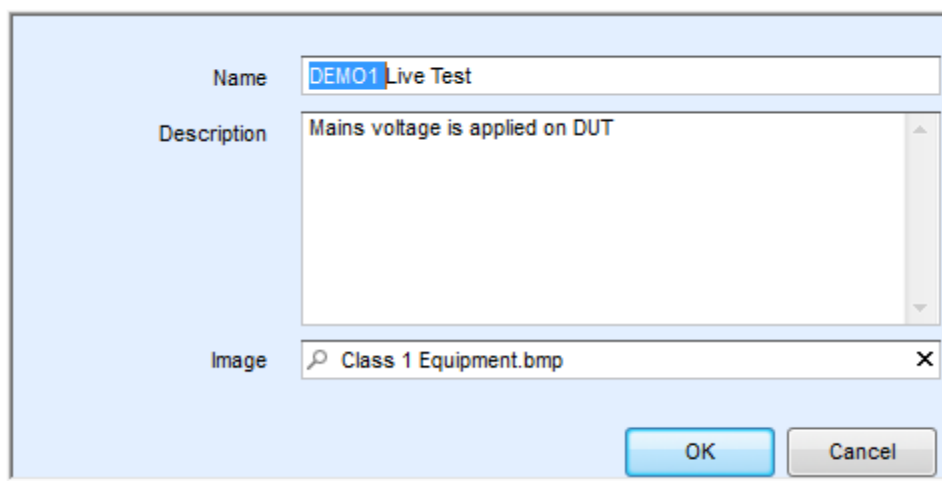 Name
DEMO1 Live Test
Description
Mains voltage is applied on DUT
Image
Class 1 Equipment.bmp
OK
Cancel